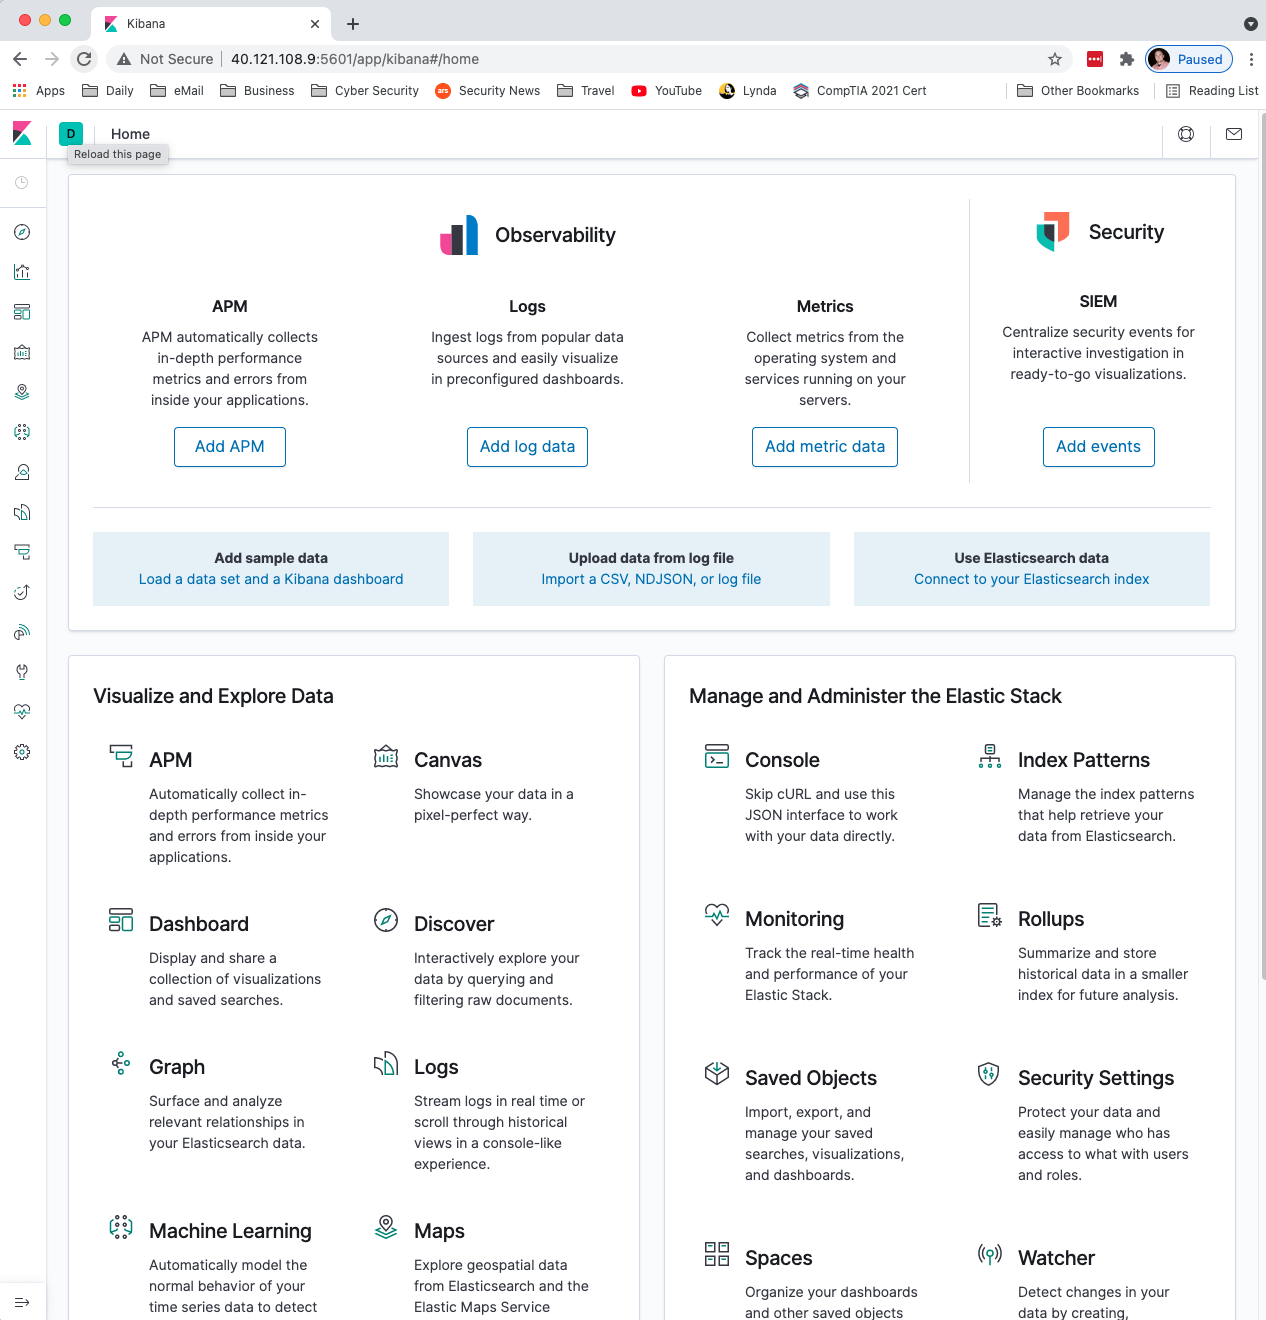 Kibana
Not Secure
40.121.108.9:5601/app/kibana#/home
Paused
Apps
Daily
eMail
Business
Cyber Security
ars
Security News
Travel
YouTube
Lynda
CompTIA 2021 Cert
Other Bookmarks
Reading List
D
Home
Reload this page
Observability
Security
APM
APM automatically collects
in-depth performance
metrics and errors from
inside your applications.
Add APM
Logs
Ingest logs from popular data
sources and easily visualize
in preconfigured dashboards.
Add log data
Metrics
Collect metrics from the
operating system and
services running on your
servers.
Add metric data
SIEM
Centralize security events for
interactive investigation in
ready-to-go visualizations.
Add events
Add sample data
Load a data set and a Kibana dashboard
Upload data from log file
Import a CSV, NDJSON, or log file
Use Elasticsearch data
Connect to your Elasticsearch index
Visualize and Explore Data
APM
Automatically collect in-
depth performance metrics
and errors from inside your
applications.
Canvas
Showcase your data in a
pixel-perfect way.
Dashboard
Display and share a
collection of visualizations
and saved searches.
Discover
Interactively explore your
data by querying and
filtering raw documents.
Graph
Surface and analyze
relevant relationships in
your Elasticsearch data.
Logs
Stream logs in real time or
scroll through historical
views in a console-like
experience.
Machine Learning
Automatically model the
normal behavior of your
time series data to detect
Maps
Explore geospatial data
from Elasticsearch and the
Elastic Maps Service
Manage and Administer the Elastic Stack
Console
Skip cURL and use this
JSON interface to work
with your data directly.
Index Patterns
Manage the index patterns
that help retrieve your
data from Elasticsearch.
Monitoring
Track the real-time health
and performance of your
Elastic Stack.
Rollups
Summarize and store
historical data in a smaller
index for future analysis.
Saved Objects
Import, export, and
manage your saved
searches, visualizations,
and dashboards.
Security Settings
Protect your data and
easily manage who has
access to what with users
and roles.
Spaces
Organize your dashboards
and other saved objects
Watcher
Detect changes in your
data by creating,